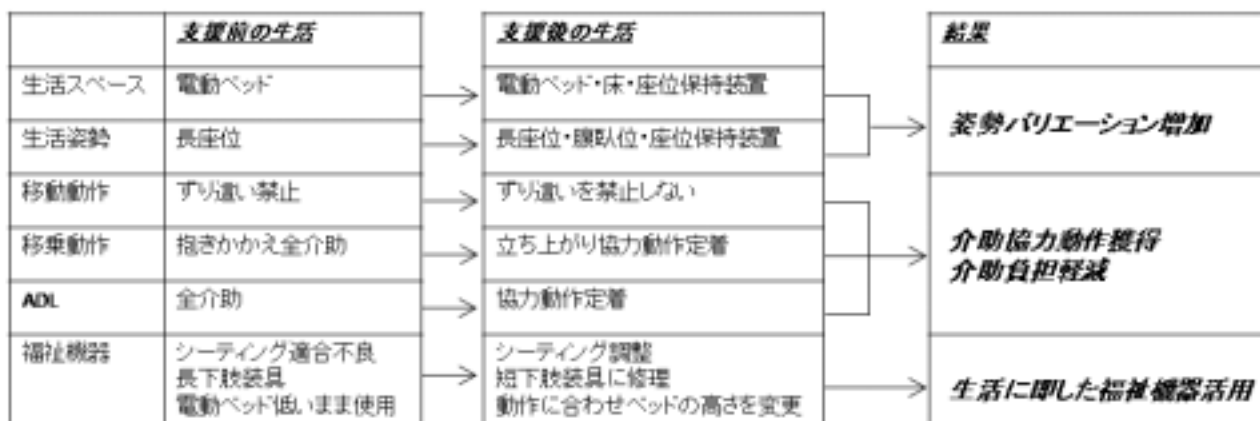 支援前の生活 支援後の生活 結果
生活スペース 電動ベッド 電動ベッド・床・座位保持装置
姿勢バリエーション増加
生活姿勢 長座位 長座位・腹臥位・座位保持装置
移動動作 ずり這い禁止 ずり這いを禁止しない
移乗動作 抱きかかえ全介助 立ち上がり協力動作定着
介助協力動作獲得
介助負担軽減
ADL 全介助 協力動作定着
福祉機器 シーティング適合不良 シーティング調整
長下肢装具 短下肢装具に修理
生活に即した福祉機器活用
電動ベッド低いまま使用 動作に合わせベッドの高さを変更